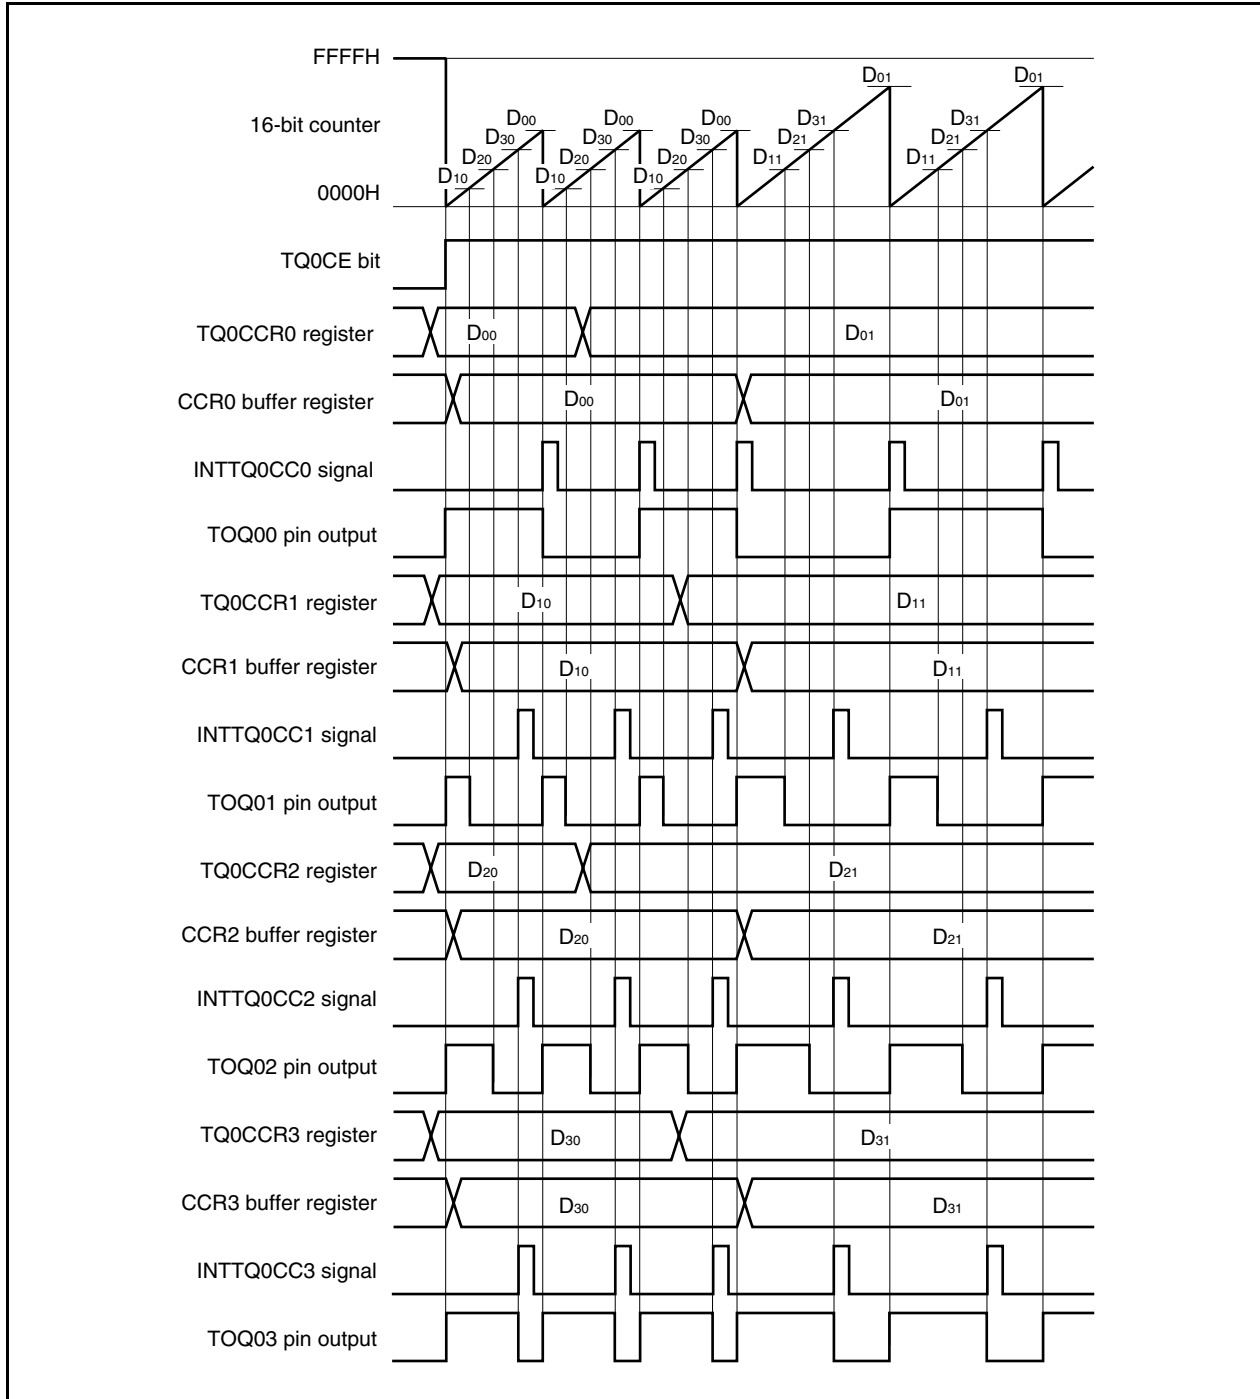 FFFFH
D01 D01
16-bit counter
D00 D00 D00
D31 D31
D30 D30 D30
D21 D21
D20 D20 D20
D11 D11
D10 D10 D10
0000H
TQ0CE bit
TQ0CCR0 register D00 D01
CCR0 buffer register D00 D01
INTTQ0CC0 signal
TOQ00 pin output
TQ0CCR1 register D10 D11
CCR1 buffer register D10 D11
INTTQ0CC1 signal
TOQ01 pin output
TQ0CCR2 register D20 D21
CCR2 buffer register D20 D21
INTTQ0CC2 signal
TOQ02 pin output
TQ0CCR3 register D30 D31
CCR3 buffer register D30 D31
INTTQ0CC3 signal
TOQ03 pin output